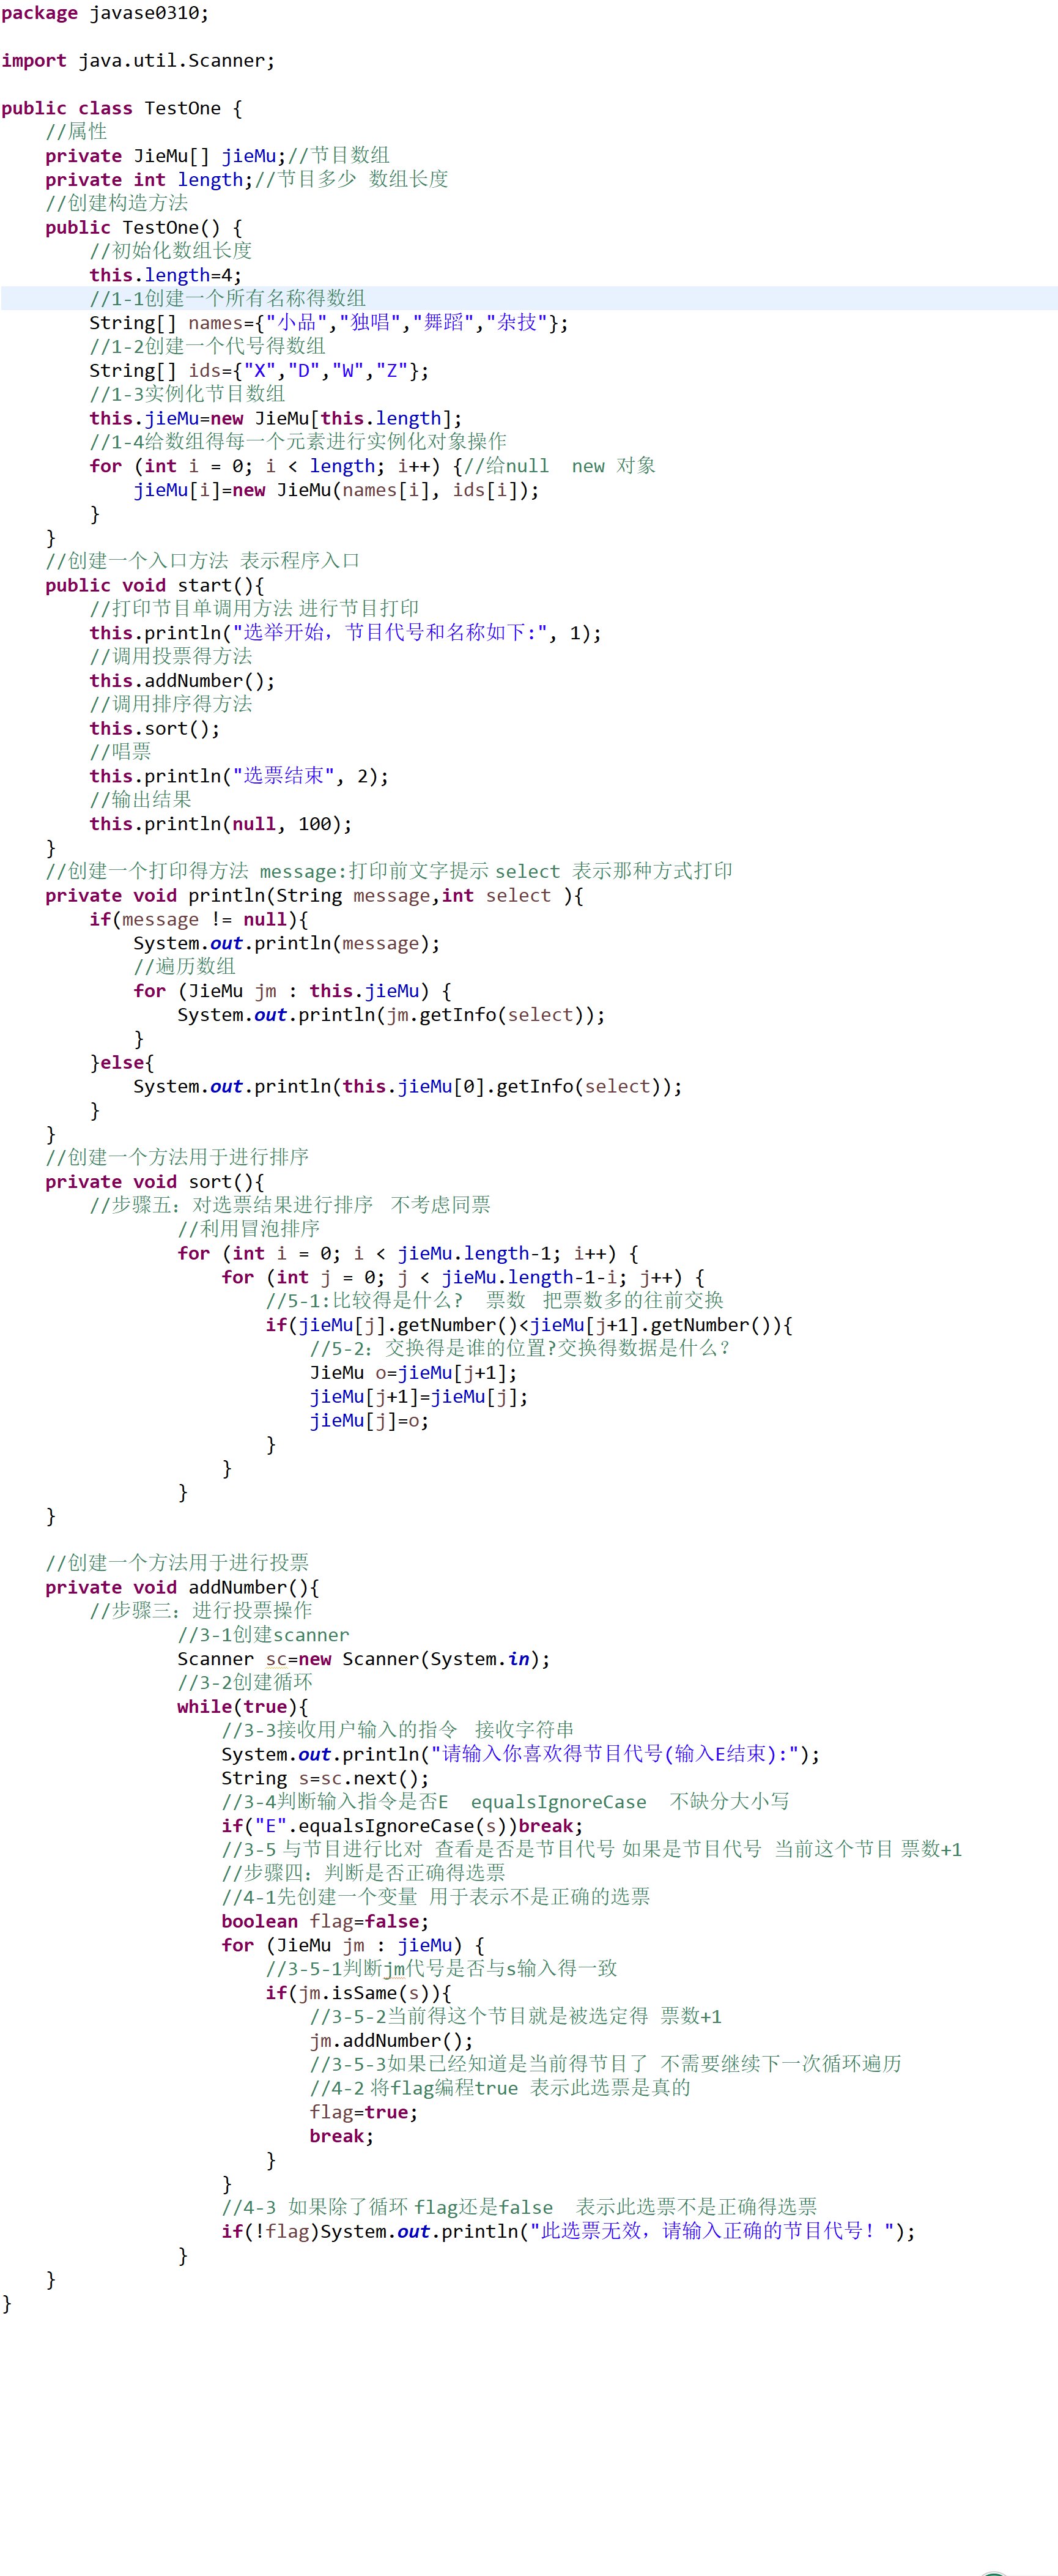 package javase0310;
import java.util.Scanner;
public class TestOne {
//属性
private JieMu[] jieMu;//节目数组
private int length;//节目多少 数组长度
//创建构造方法
public TestOne() {
//初始化数组长度
this.length=4;
//1-1创建一个所有名称得数组
String[] names={"小品","独唱","舞蹈","杂技"};
//1-2创建一个代号得数组
String[] ids={"X","D","W","Z"};
//1-3实例化节目数组
this.jieMu=new JieMu[this.length];
//1-4给数组得每一个元素进行实例化对象操作
for (int i = 0; i < length; i++) {//给null new 对象
jieMu[i]=new JieMu(names[i], ids[i]);
}
}
//创建一个入口方法 表示程序入口
public void start(){
//打印节目单调用方法 进行节目打印
this.println("选举开始，节目代号和名称如下:", 1);
//调用投票得方法
this.addNumber();
//调用排序得方法
this.sort();
//唱票
this.println("选票结束", 2);
//输出结果
this.println(null, 100);
}
//创建一个打印得方法 message:打印前文字提示 select 表示那种方式打印
private void println(String message,int select ){
if(message != null){
System.out.println(message);
//遍历数组
for (JieMu jm : this.jieMu) {
System.out.println(jm.getInfo(select));
}
}else{
System.out.println(this.jieMu[0].getInfo(select));
}
}
//创建一个方法用于进行排序
private void sort(){
//步骤五：对选票结果进行排序 不考虑同票
//利用冒泡排序
for (int i = 0; i < jieMu.length-1; i++) {
for (int j = 0; j < jieMu.length-1-i; j++) {
//5-1:比较得是什么? 票数 把票数多的往前交换
if(jieMu[j].getNumber()<jieMu[j+1].getNumber()){
//5-2：交换得是谁的位置?交换得数据是什么？
JieMu o=jieMu[j+1];
jieMu[j+1]=jieMu[j];
jieMu[j]=o;
}
}
}
}
//创建一个方法用于进行投票
private void addNumber(){
//步骤三：进行投票操作
//3-1创建scanner
Scanner sc=new Scanner(System.in);
//3-2创建循环
while(true){
//3-3接收用户输入的指令 接收字符串
System.out.println("请输入你喜欢得节目代号(输入E结束):");
String s=sc.next();
//3-4判断输入指令是否E equalsIgnoreCase 不缺分大小写
if("E".equalsIgnoreCase(s))break;
//3-5 与节目进行比对 查看是否是节目代号 如果是节目代号 当前这个节目 票数+1
//步骤四：判断是否正确得选票
//4-1先创建一个变量 用于表示不是正确的选票
boolean flag=false;
for (JieMu jm : jieMu) {
//3-5-1判断jm代号是否与s输入得一致
if(jm.isSame(s)){
//3-5-2当前得这个节目就是被选定得 票数+1
jm.addNumber();
//3-5-3如果已经知道是当前得节目了 不需要继续下一次循环遍历
//4-2 将flag编程true 表示此选票是真的
flag=true;
break;
}
}
//4-3 如果除了循环 flag还是false 表示此选票不是正确得选票
if(!flag)System.out.println("此选票无效，请输入正确的节目代号！");
}
}
}